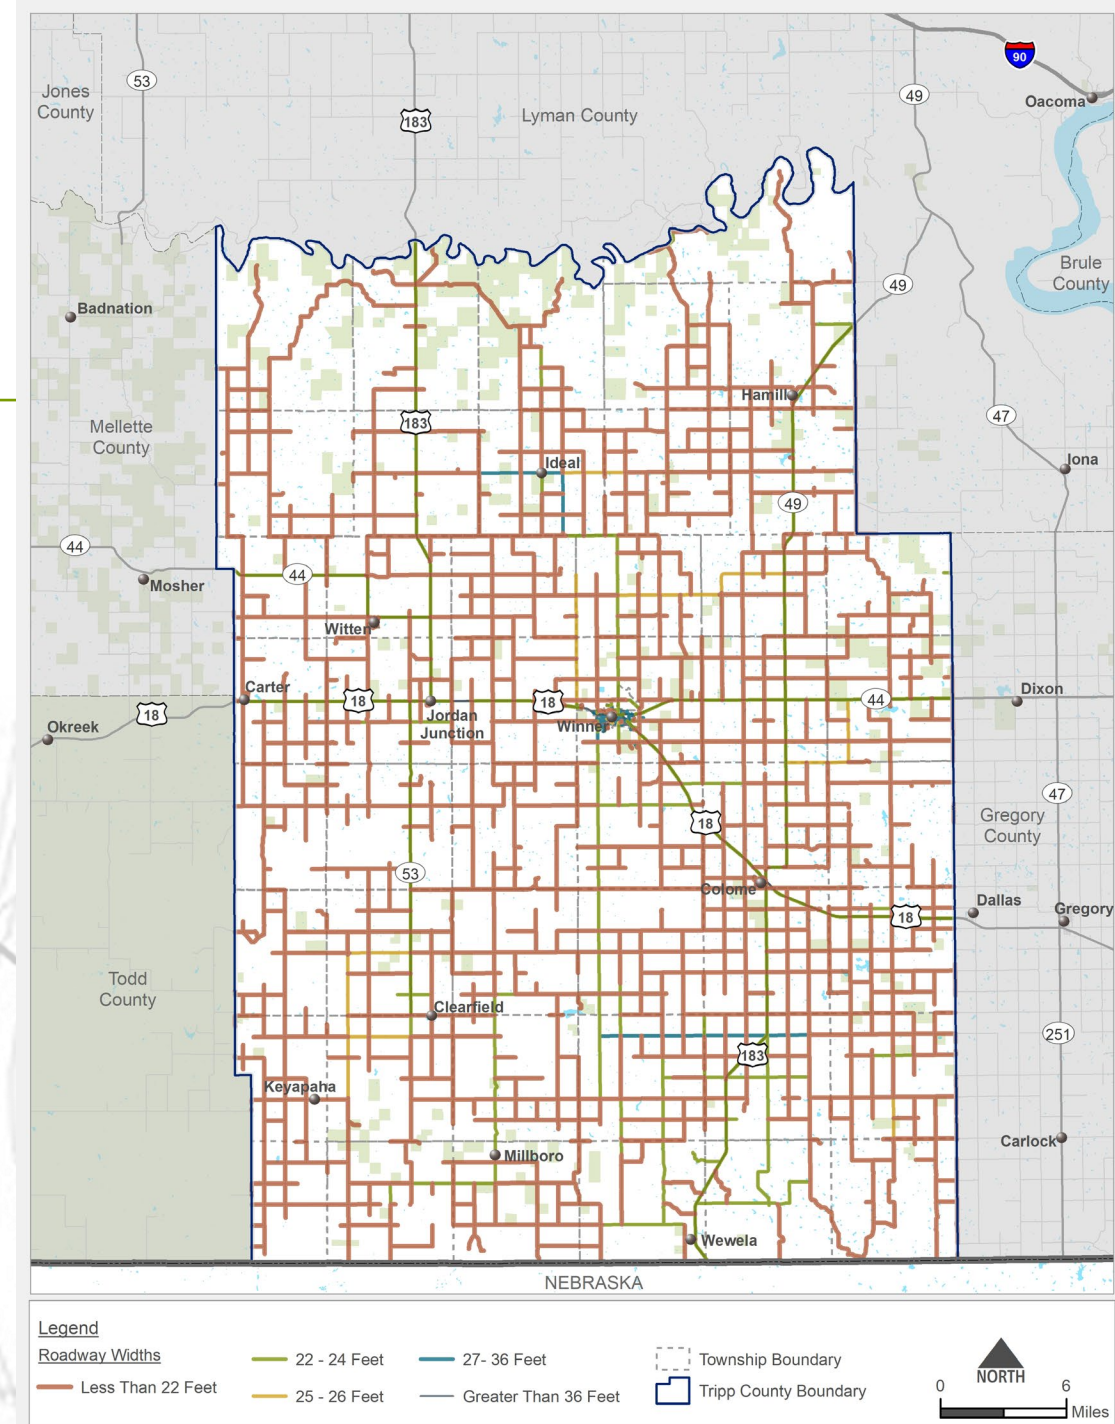 90
53
49
Jones
County
Oacoma
183
Lyman County
Brule
County
49
Badnation
Hamill
47
183
Mellette
County
Ideal
Iona
49
44
44
Mosher
Witten
Carter
18
18
44
Dixon
18
Jordan
Junction
Winner
Okreek
47
18
Gregory
County
53
Colome
Dallas
18
Gregory
Todd
County
Clearfield
251
183
Keyapaha
Carlock
Millboro
Wewela
NEBRASKA
Legend
Roadway Widths
Less Than 22 Feet
22 - 24 Feet
25 - 26 Feet
27- 36 Feet
Greater Than 36 Feet
Township Boundary
Tripp County Boundary
NORTH
0 6
Miles